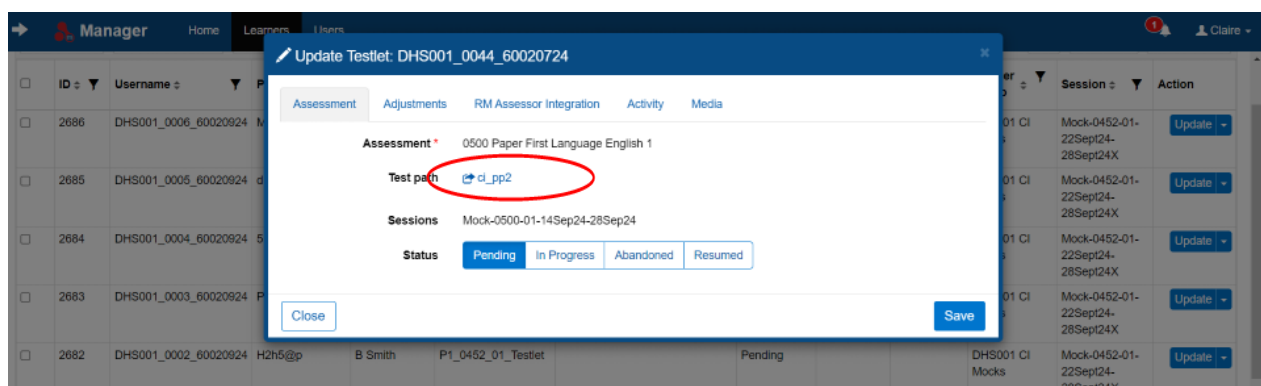 Manager Home Learners Users 1 Claire
Update Testlet: DHS001_0044_60020724
ID Username Session Action
Assessment Adjustments RM Assessor Integration Activity Media
Assessment * 0500 Paper First Language English 1
Test path ci_pp2
Sessions Mock-0500-01-14Sep24-28Sep24
Status Pending In Progress Abandoned Resumed
Close Save
2686 DHS001_0006_60020924 01 CI Mock-0452-01-22Sept24-28Sept24X Update
2685 DHS001_0005_60020924 01 CI Mock-0452-01-22Sept24-28Sept24X Update
2684 DHS001_0004_60020924 01 CI Mock-0452-01-22Sept24-28Sept24X Update
2683 DHS001_0003_60020924 01 CI Mock-0452-01-22Sept24-28Sept24X Update
2682 DHS001_0002_60020924 H2h5@p B Smith P1_0452_01_Testlet Pending DHS001 CI Mocks Mock-0452-01-22Sept24- Update